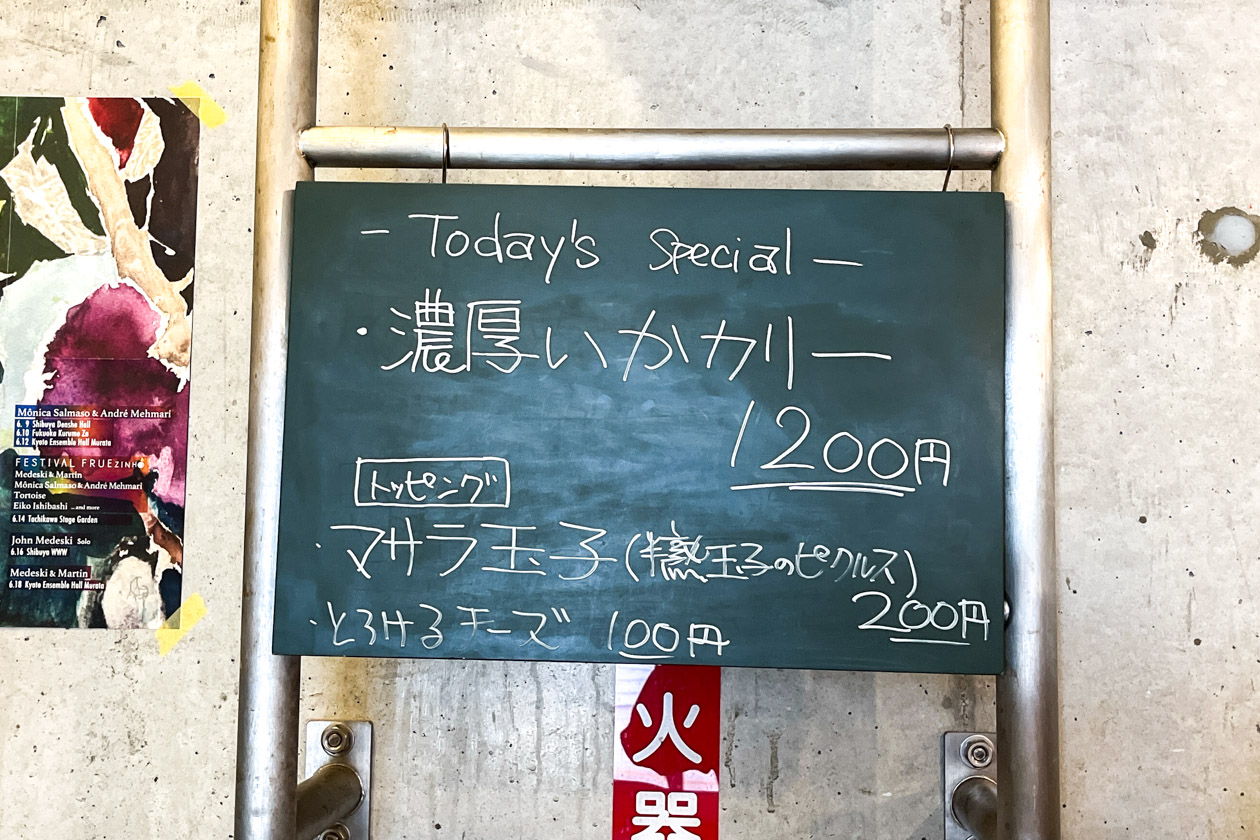 - Today's Special -
・濃厚いかカリー
1200円
トッピング
・マサラ玉子(燻玉子のピクルス)
200円
・とろけるチーズ 100円
Mônica Salmaso & André Mehmari
6. 9 Shibuya Densho Hall
6.10 Fukuoka Kurume Za
6.12 Kyoto Ensemble Hall Murata
FESTIVAL FRUEZINHO
Medeski & Martin
Mônica Salmaso & André Mehmari
Tortoise
Eiko Ishibashi ...and more
6.14 Tachikawa Stage Garden
John Medeski Solo
6.16 Shibuya WWW
Medeski & Martin
6.18 Kyoto Ensemble Hall Murata
火
器